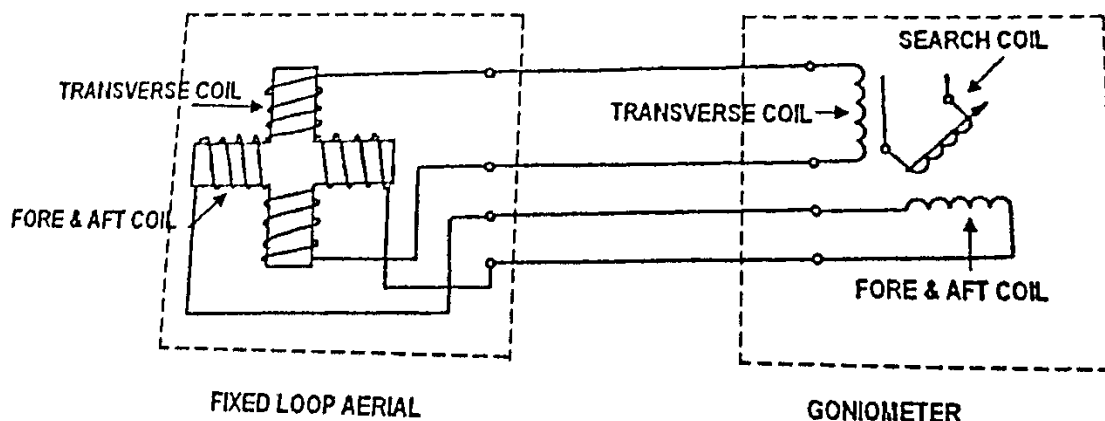 SEARCH COIL
TRANSVERSE COIL
TRANSVERSE COIL
FORE & AFT COIL
FORE & AFT COIL
FIXED LOOP AERIAL
GONIOMETER